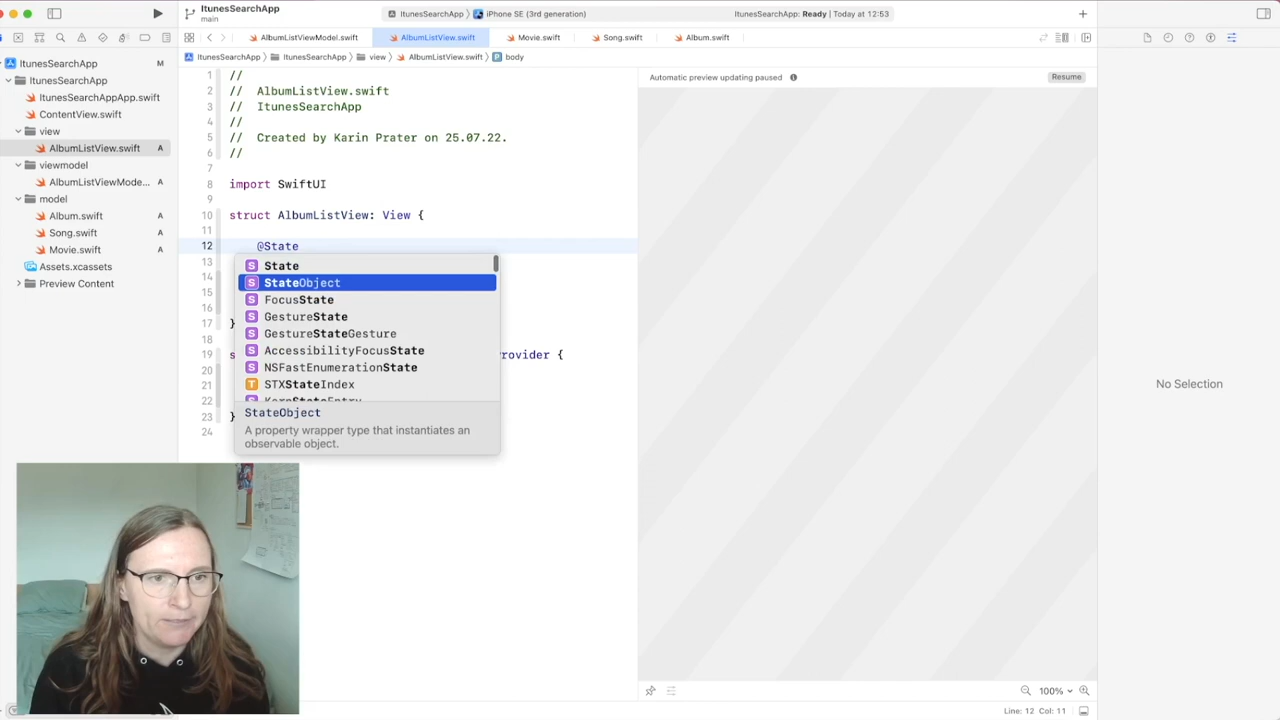 ItunesSearchApp
main
ItunesSearchApp
iPhone SE (3rd generation)
ItunesSearchApp: Ready | Today at 12:53
AlbumListViewModel.swift
AlbumListView.swift
Movie.swift
Song.swift
Album.swift
ItunesSearchApp
M
ItunesSearchApp
ItunesSearchApp
view
AlbumListView.swift
body
ItunesSearchApp
ItunesSearchAppApp.swift
ContentView.swift
view
AlbumListView.swift
A
viewmodel
AlbumListViewMode...
A
model
Album.swift
A
Song.swift
A
Movie.swift
A
Assets.xcassets
Preview Content
1 //
2 // AlbumListView.swift
3 // ItunesSearchApp
4 //
5 // Created by Karin Prater on 25.07.22.
6 //
7
8 import SwiftUI
9
10 struct AlbumListView: View {
11
12 @State
13
14
15
16
17 }
18
19 s rovider {
20
21
22
23 }
24
State
StateObject
FocusState
GestureState
GestureStateGesture
AccessibilityFocusState
NSFastEnumerationState
STXStateIndex
StateObject
A property wrapper type that instantiates an
observable object.
Automatic preview updating paused
Resume
No Selection
100%
Line: 12 Col: 11